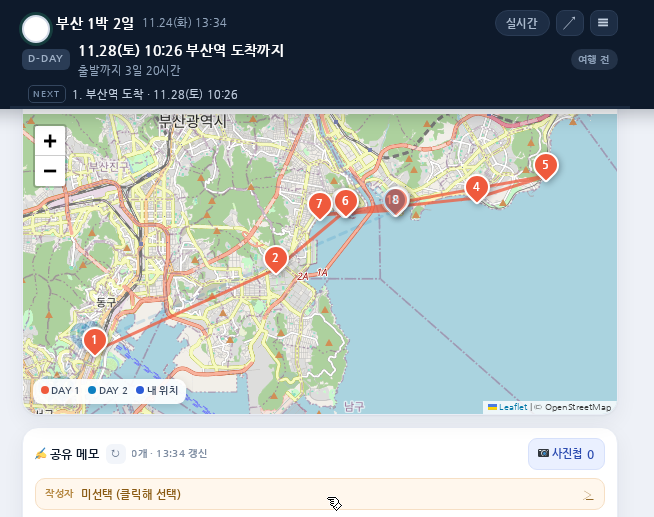 부산 1박 2일 11.24(화) 13:34
실시간
D-DAY
11.28(토) 10:26 부산역 도착까지
출발까지 3일 20시간
여행 전
NEXT 1. 부산역 도착 · 11.28(토) 10:26
부산광역시
부산진구
+
−
5
4
7
6
8
2
2A
1A
동구
1
DAY 1
DAY 2
내 위치
남구
Leaflet | © OpenStreetMap
공유 메모
0개 · 13:34 갱신
사진첩 0
작성자 미선택 (클릭해 선택)